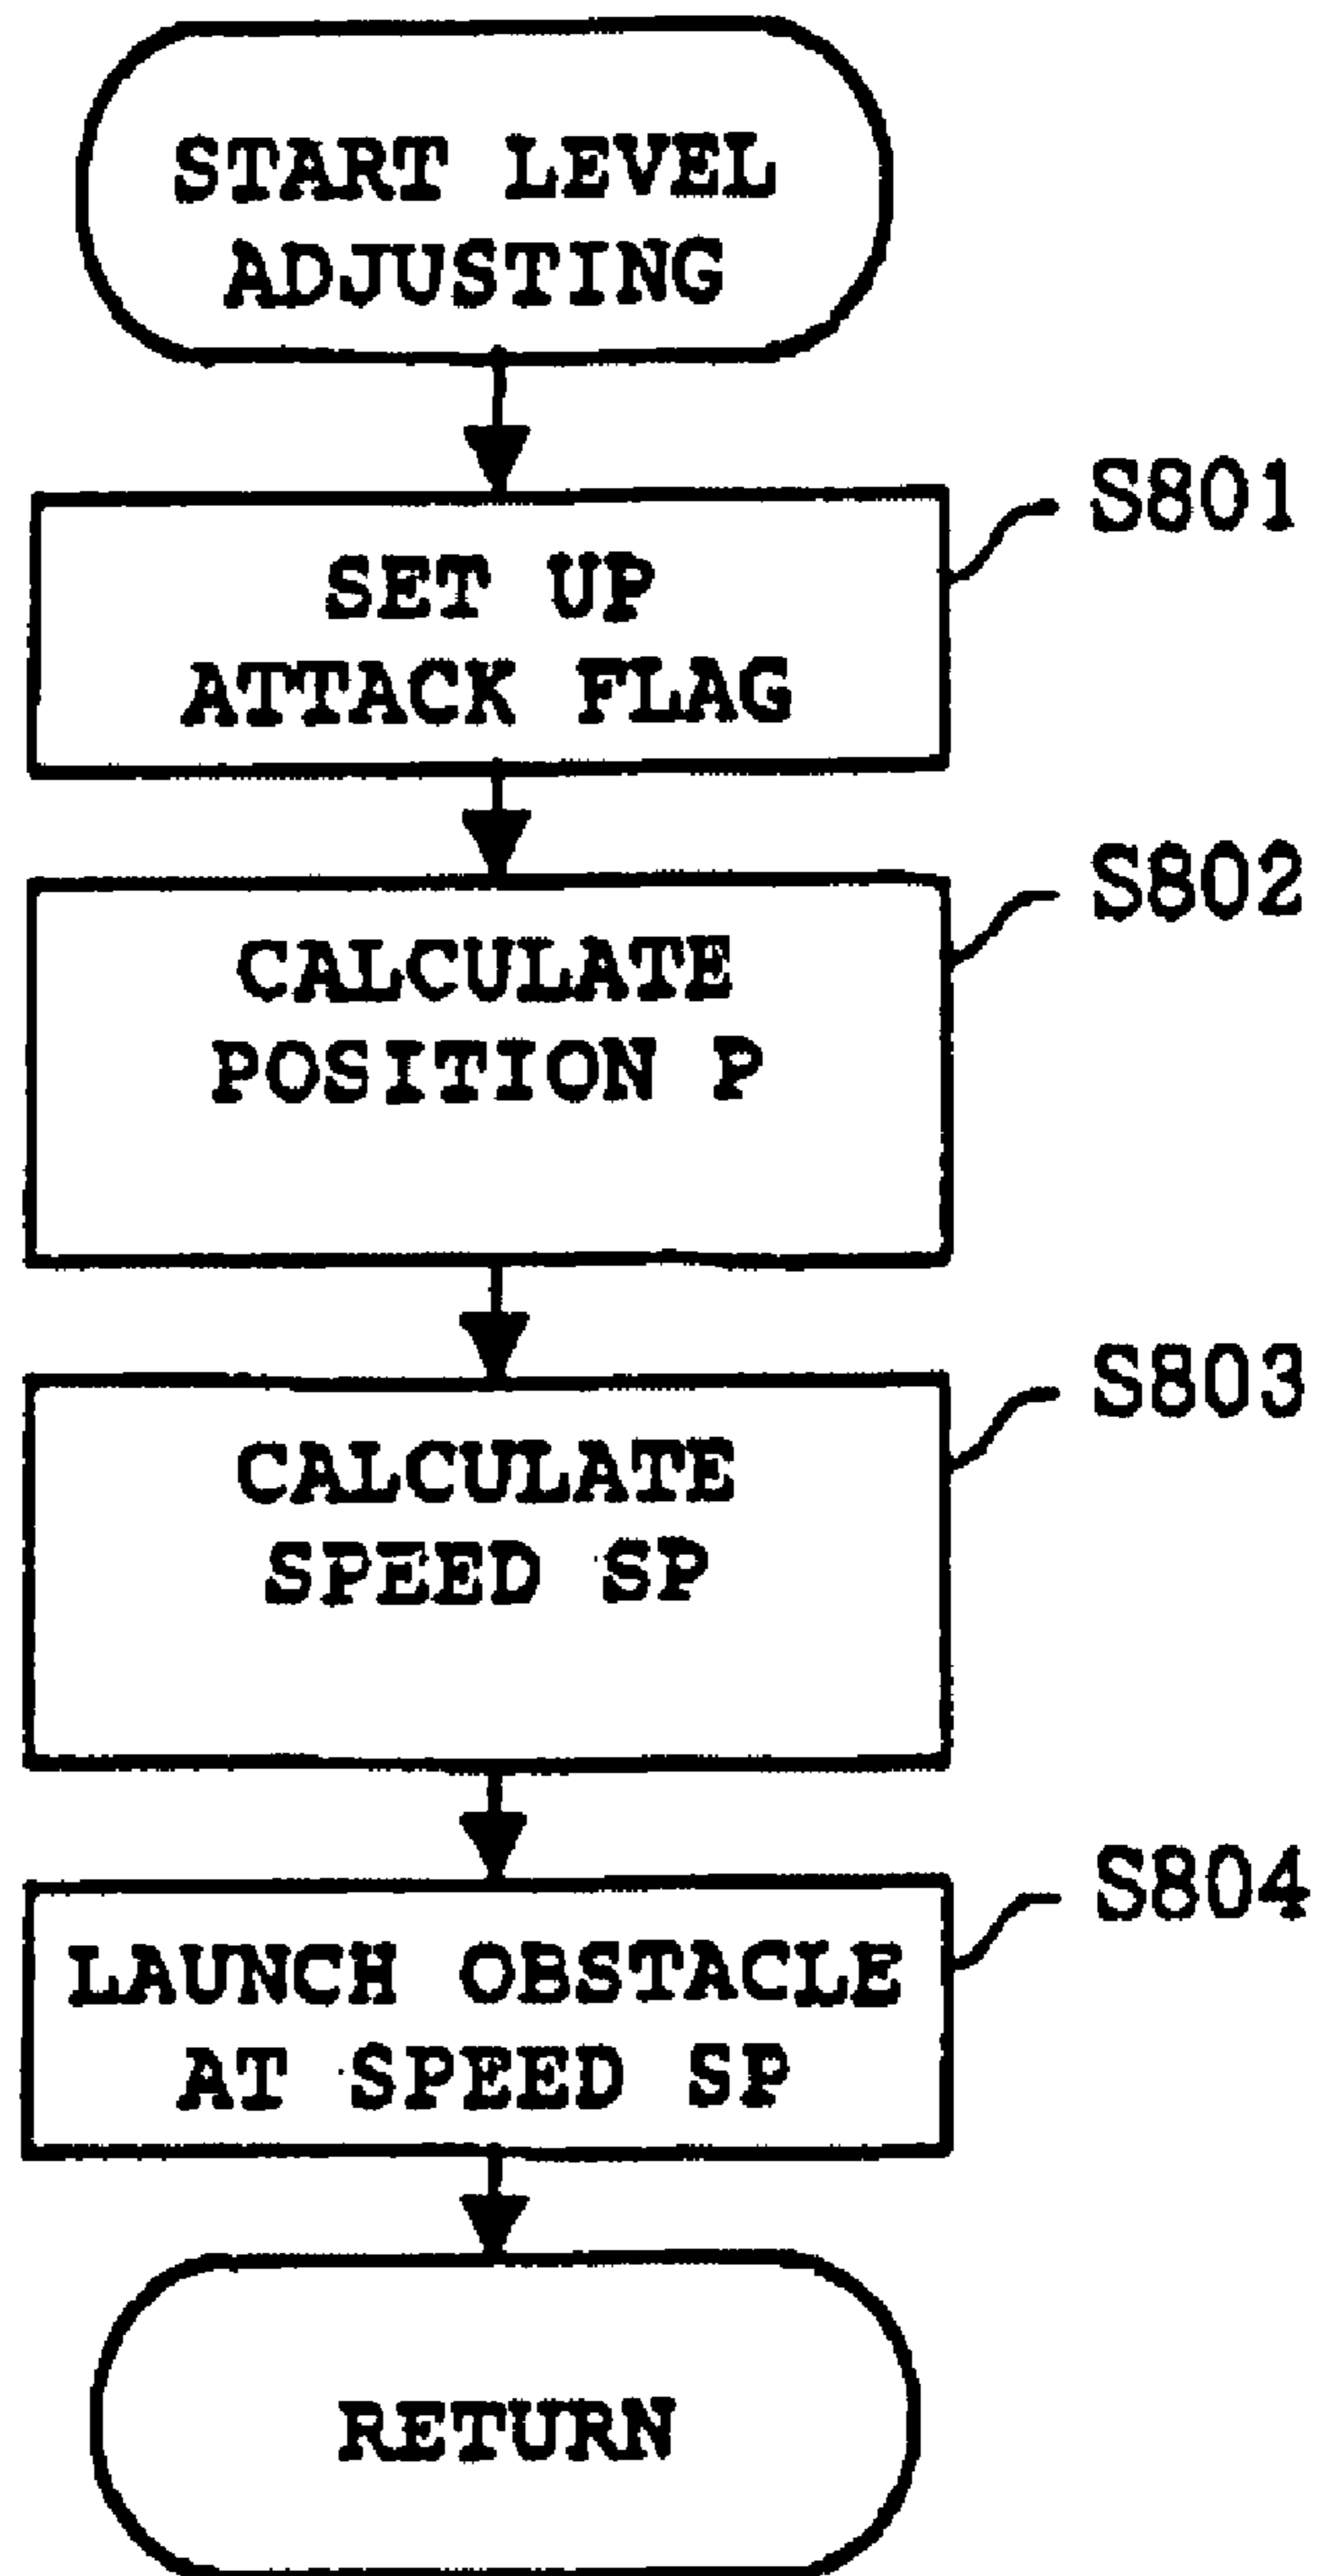 START LEVEL
ADJUSTING
S801
SET UP
ATTACK FLAG
S802
CALCULATE
POSITION P
S803
CALCULATE
SPEED SP
S804
LAUNCH OBSTACLE
AT SPEED SP
RETURN